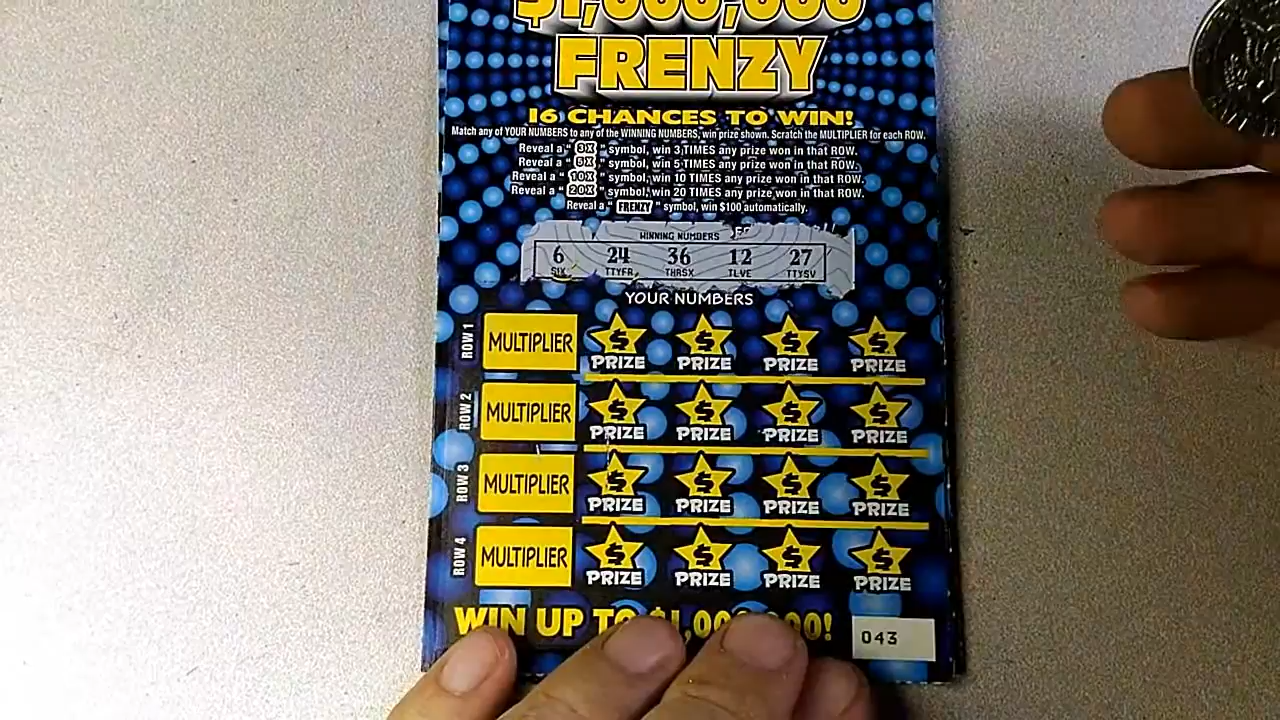 $1,000,000
FRENZY
16 CHANCES TO WIN!
Match any of YOUR NUMBERS to any of the WINNING NUMBERS, win prize shown. Scratch the MULTIPLIER for each ROW.
Reveal a "3X" symbol, win 3 TIMES any prize won in that ROW.
Reveal a "5X" symbol, win 5 TIMES any prize won in that ROW.
Reveal a "10X" symbol, win 10 TIMES any prize won in that ROW.
Reveal a "20X" symbol, win 20 TIMES any prize won in that ROW.
Reveal a "FRENZY" symbol, win $100 automatically.
WINNING NUMBERS
6 24 36 12 27
SIX TTYFR THRSX TLVE TTYSV
YOUR NUMBERS
ROW 1 MULTIPLIER $ $ $ $
PRIZE PRIZE PRIZE PRIZE
ROW 2 MULTIPLIER $ $ $ $
PRIZE PRIZE PRIZE PRIZE
ROW 3 MULTIPLIER $ $ $ $
PRIZE PRIZE PRIZE PRIZE
ROW 4 MULTIPLIER $ $ $ $
PRIZE PRIZE PRIZE PRIZE
WIN UP TO $1,000,000!
043